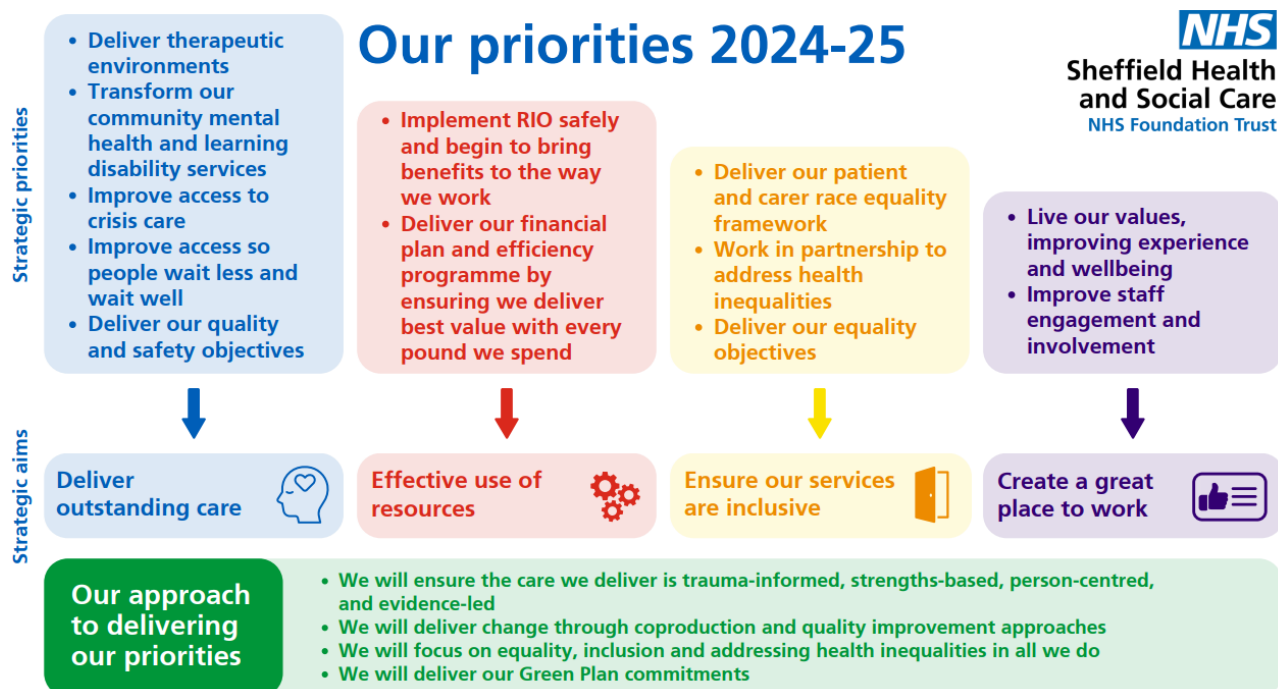 Our priorities 2024-25
NHS
Sheffield Health
and Social Care
NHS Foundation Trust
Strategic priorities
• Deliver therapeutic
environments
• Transform our
community mental
health and learning
disability services
• Improve access to
crisis care
• Improve access so
people wait less and
wait well
• Deliver our quality
and safety objectives
• Implement RIO safely
and begin to bring
benefits to the way
we work
• Deliver our financial
plan and efficiency
programme by
ensuring we deliver
best value with every
pound we spend
• Deliver our patient
and carer race equality
framework
• Work in partnership to
address health
inequalities
• Deliver our equality
objectives
• Live our values,
improving experience
and wellbeing
• Improve staff
engagement and
involvement
Strategic aims
Deliver
outstanding care
Effective use of
resources
Ensure our services
are inclusive
Create a great
place to work
Our approach
to delivering
our priorities
• We will ensure the care we deliver is trauma-informed, strengths-based, person-centred,
and evidence-led
• We will deliver change through coproduction and quality improvement approaches
• We will focus on equality, inclusion and addressing health inequalities in all we do
• We will deliver our Green Plan commitments